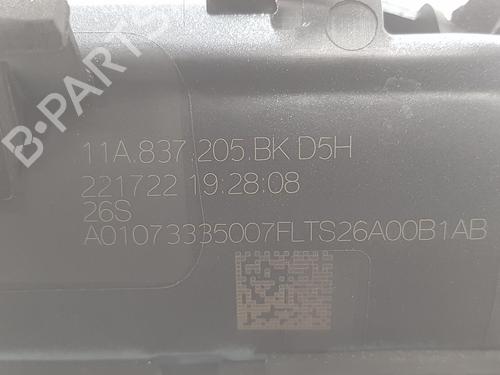 11A.837.205.BK D5H
221722 19:28:08
26S
A01073335007FLTS26A00B1AB
B-PARTS